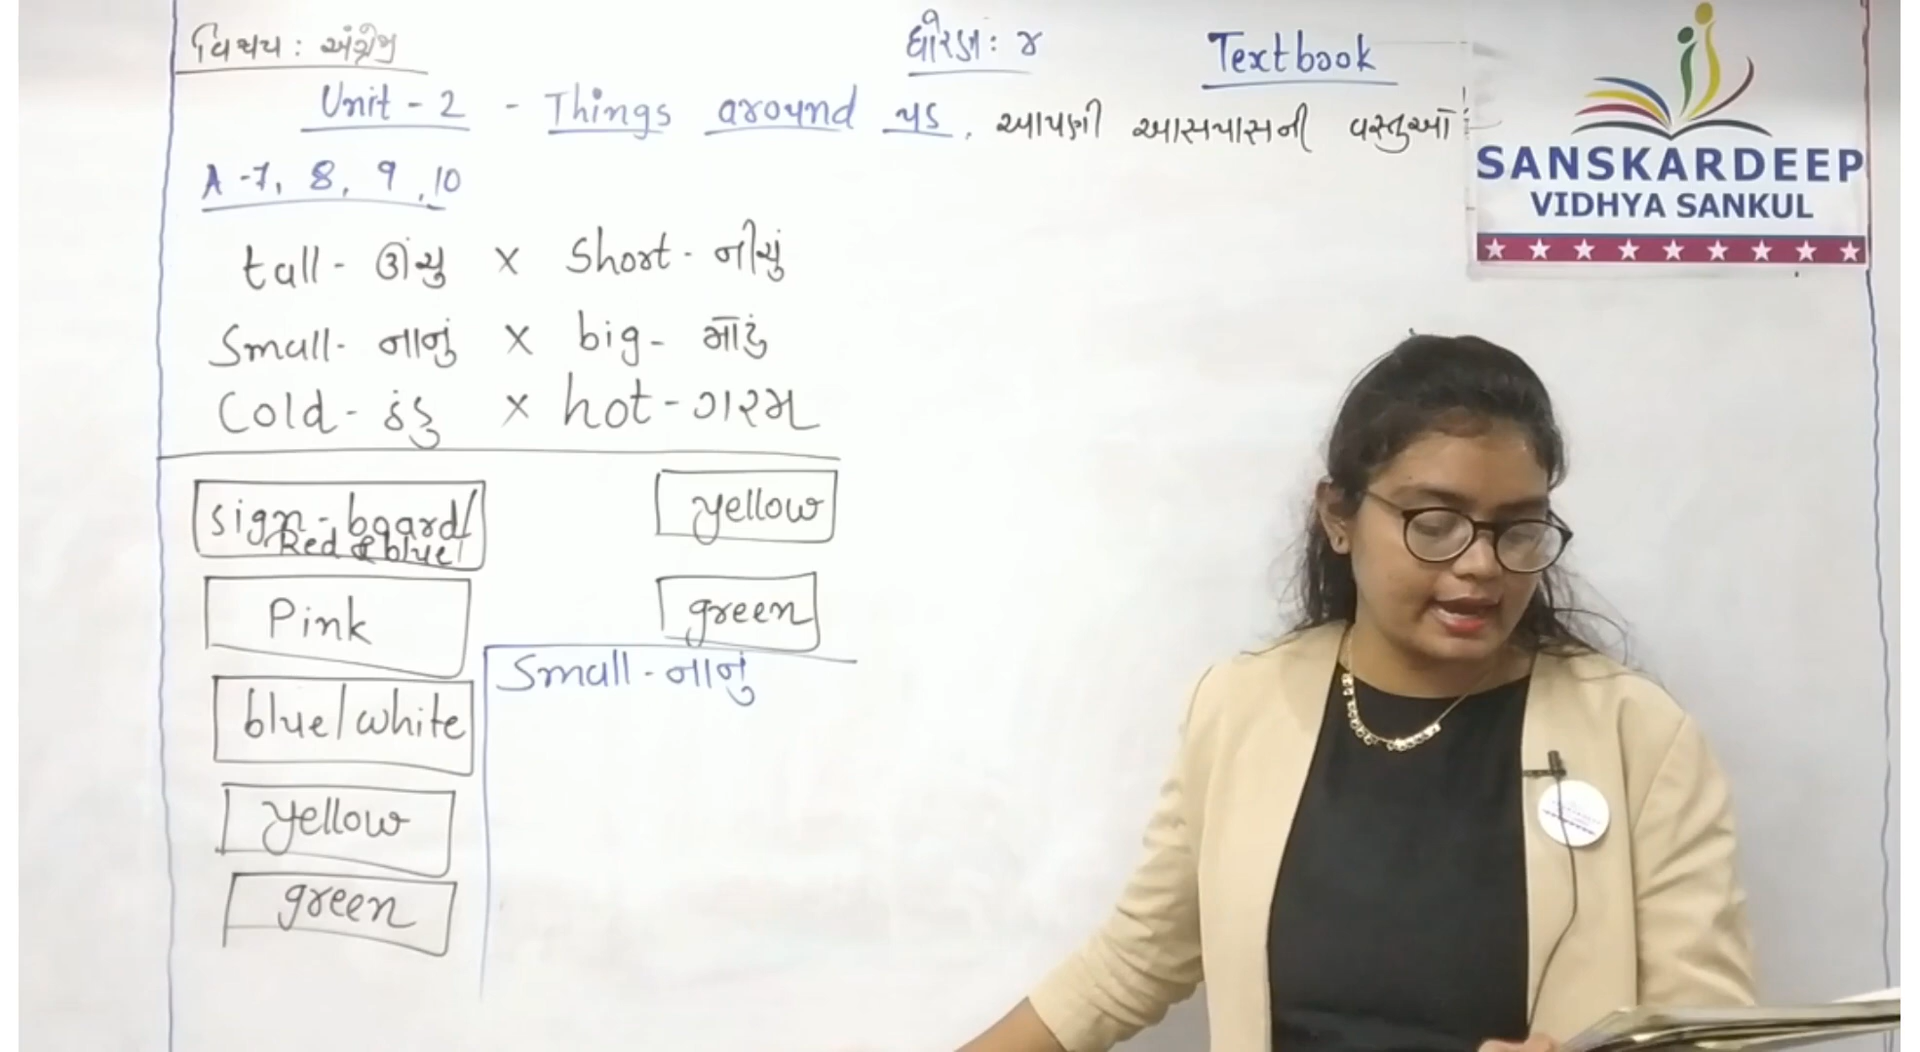 વિષય : અંગ્રેજી
ધોરણ : ૪
Textbook
Unit - 2 - Things around us. આપણી આસપાસની વસ્તુઓ
A - 7, 8, 9, 10
tall - ઊંચુ × Short - નીચું
Small - નાનું × big - મોટું
Cold - ઠંડુ × hot - ગરમ
sign - board/
Red & blue
Pink
blue/white
yellow
green
yellow
green
Small - નાનું
SANSKARDEEP
VIDHYA SANKUL